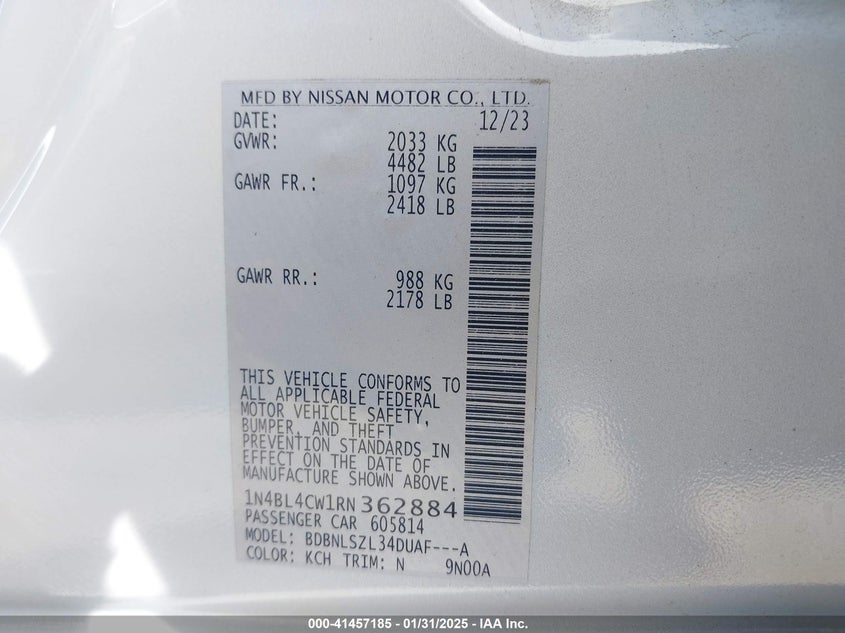 MFD BY NISSAN MOTOR CO., LTD.
DATE: 12/23
GVWR: 2033 KG
4482 LB
GAWR FR.: 1097 KG
2418 LB
GAWR RR.: 988 KG
2178 LB
THIS VEHICLE CONFORMS TO
ALL APPLICABLE FEDERAL
MOTOR VEHICLE SAFETY,
BUMPER, AND THEFT
PREVENTION STANDARDS IN
EFFECT ON THE DATE OF
MANUFACTURE SHOWN ABOVE.
1N4BL4CW1RN362884
PASSENGER CAR 605814
MODEL: BDBNLSZL34DUAF---A
COLOR: KCH TRIM: N 9N00A
000-41457185 - 01/31/2025 - IAA Inc.